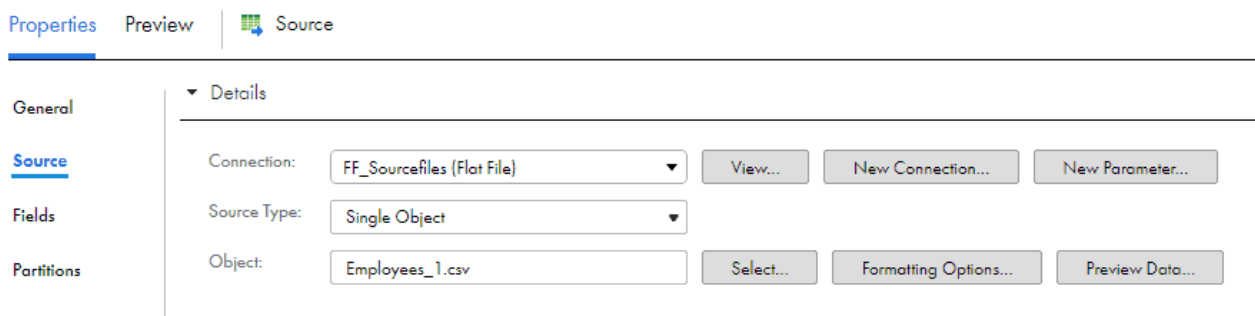 Properties Preview Source
Details
General
Source
Fields
Partitions
Connection: FF_Sourcefiles (Flat File) View... New Connection... New Parameter...
Source Type: Single Object
Object: Employees_1.csv Select... Formatting Options... Preview Data...